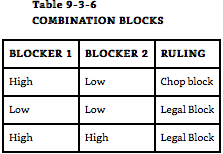 Table 9-3-6
COMBINATION BLOCKS
BLOCKER 1 BLOCKER 2 RULING
High Low Chop block
Low Low Legal Block
High High Legal Block